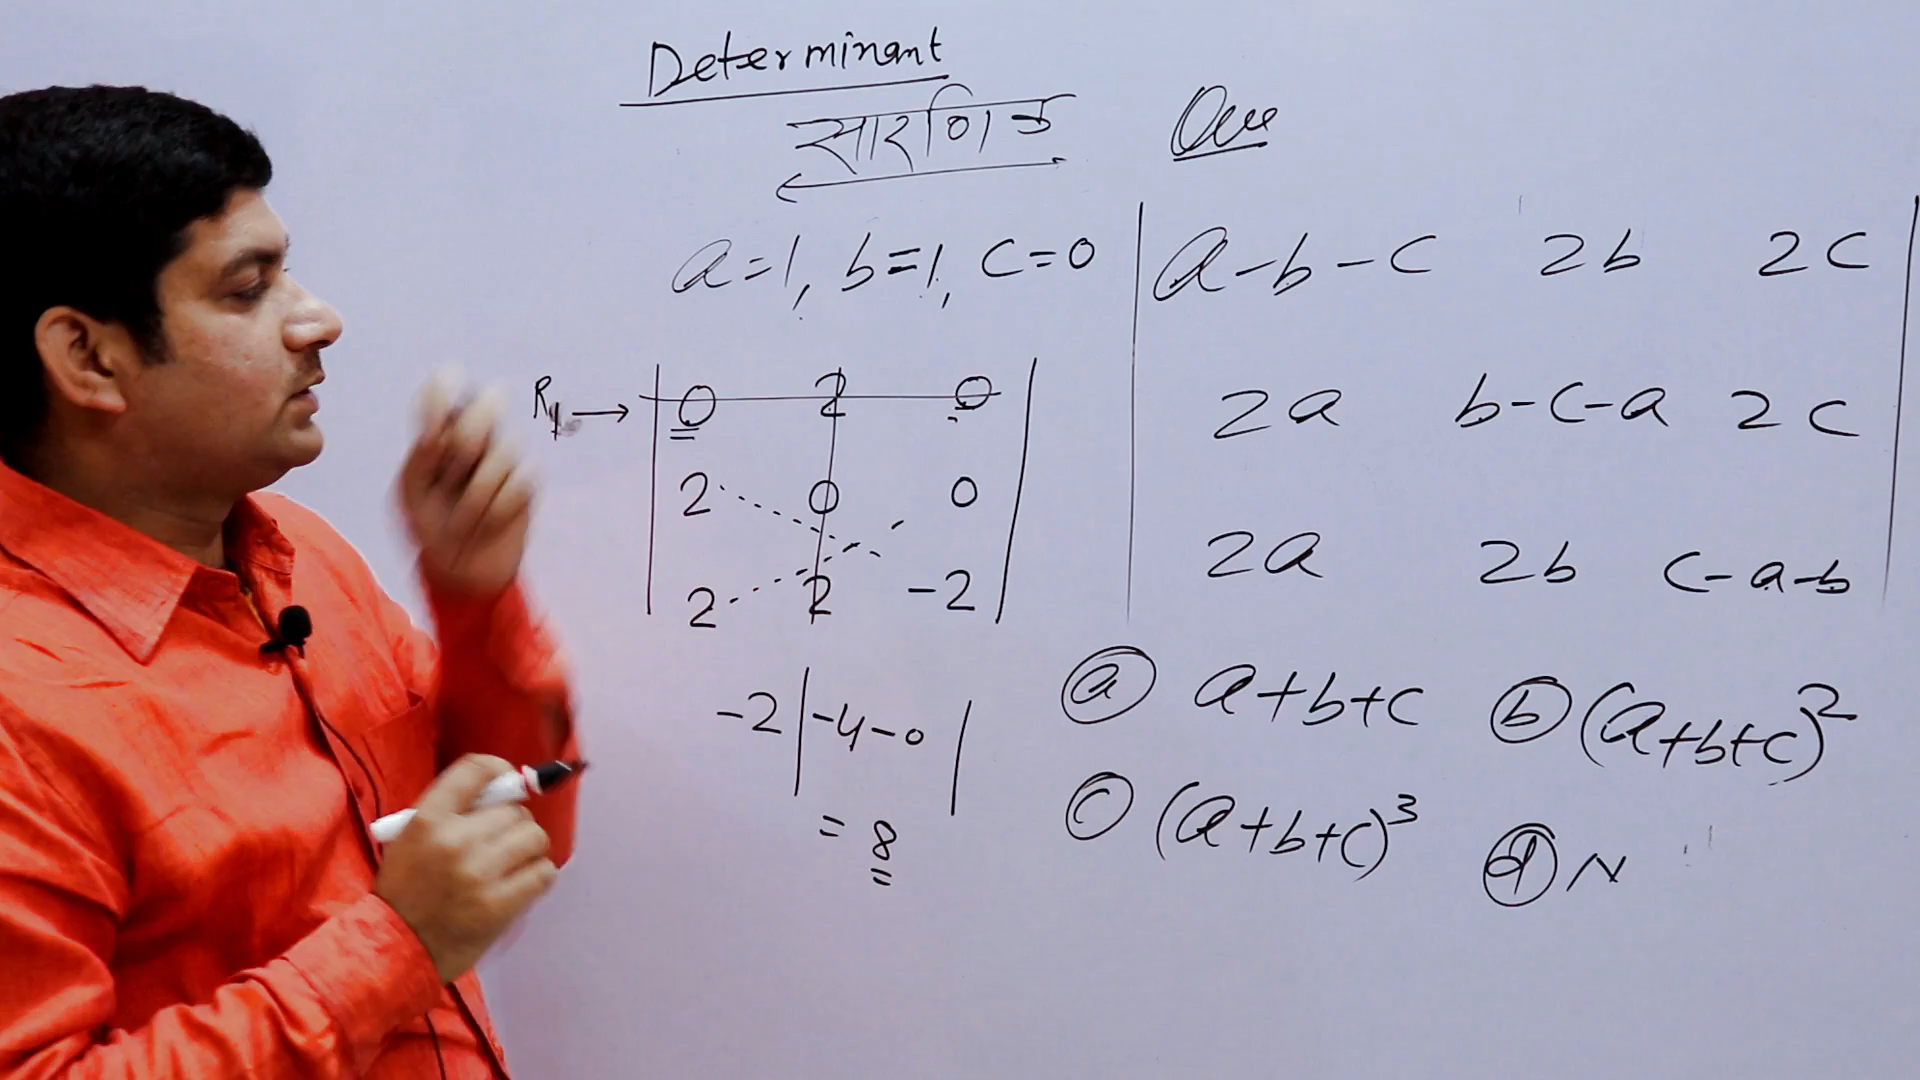 Determinant
सारणिक
Que
a=1, b=1, c=0
R1 → | 0 2 0 |
2 0 0
2 2 -2
-2 | -4-0 |
= 8
a-b-c 2b 2c
2a b-c-a 2c
2a 2b c-a-b
(a) a+b+c (b) (a+b+c)²
(c) (a+b+c)³ (d) N